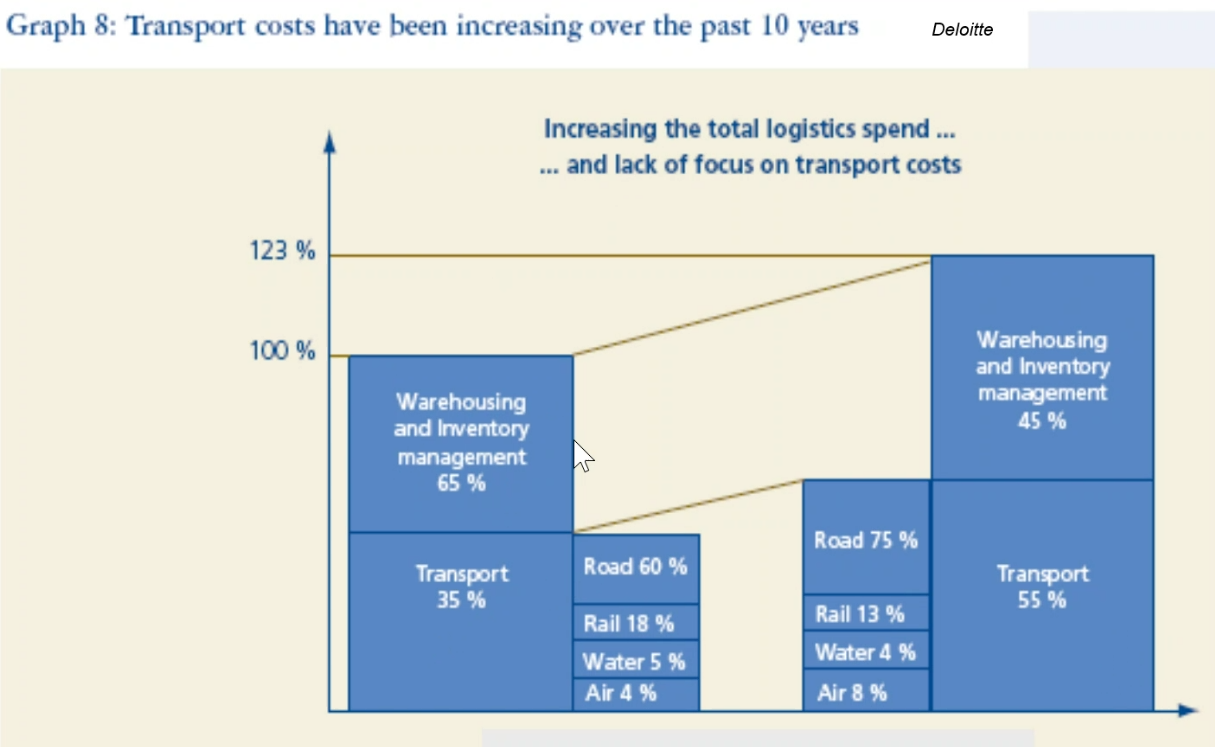 Graph 8: Transport costs have been increasing over the past 10 years
Deloitte
Increasing the total logistics spend ...
... and lack of focus on transport costs
123 %
100 %
Warehousing
and Inventory
management
65 %
Transport
35 %
Road 60 %
Rail 18 %
Water 5 %
Air 4 %
Road 75 %
Rail 13 %
Water 4 %
Air 8 %
Warehousing
and Inventory
management
45 %
Transport
55 %